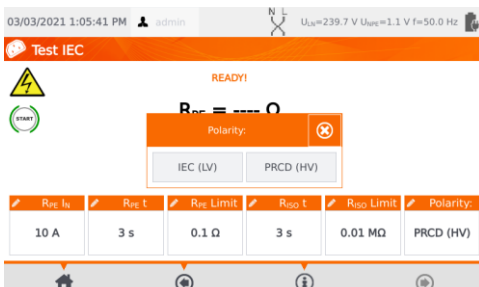 03/03/2021 1:05:41 PM admin N L ULN=239.7 V UNPE=1.1 V f=50.0 Hz
Test IEC
READY!
START
RPE = ---- Ω
Polarity:
IEC (LV) PRCD (HV)
RPE IN RPE t RPE Limit RISO t RISO Limit Polarity:
10 A 3 s 0.1 Ω 3 s 0.01 MΩ PRCD (HV)